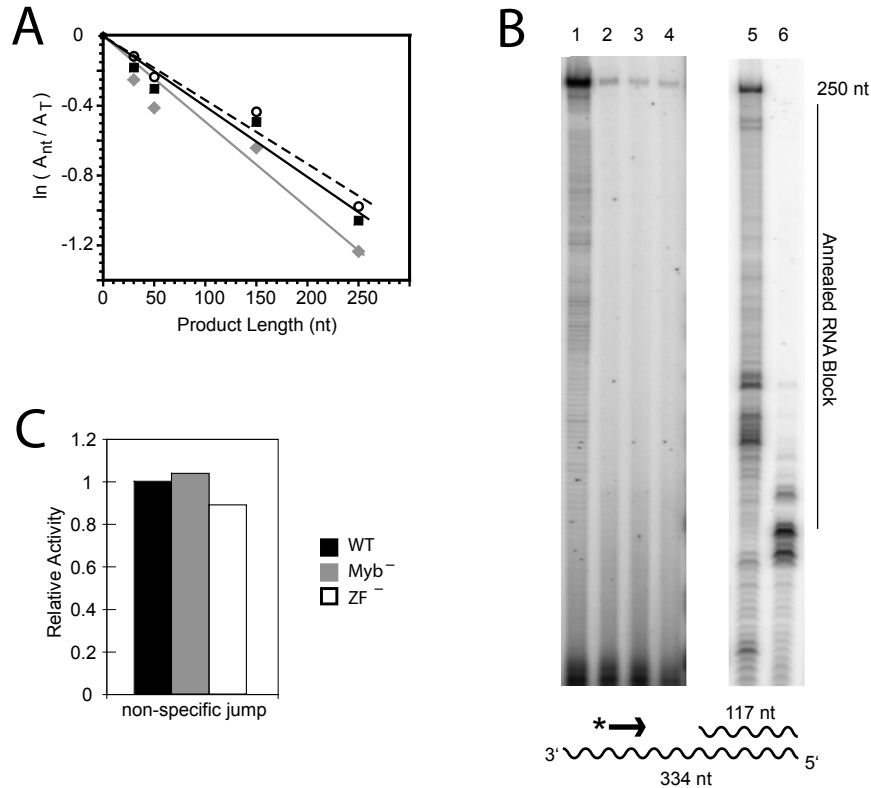 A
0
-0.4
-0.8
-1.2
ln ( A nt / A T )
0 50 100 150 200 250
Product Length (nt)
B
1 2 3 4 5 6
250 nt
Annealed RNA Block
*
117 nt
3‘ 5‘
334 nt
C
1.2
1
0.8
0.6
0.4
0.2
0
Relative Activity
non-specific jump
WT
Myb –
ZF –